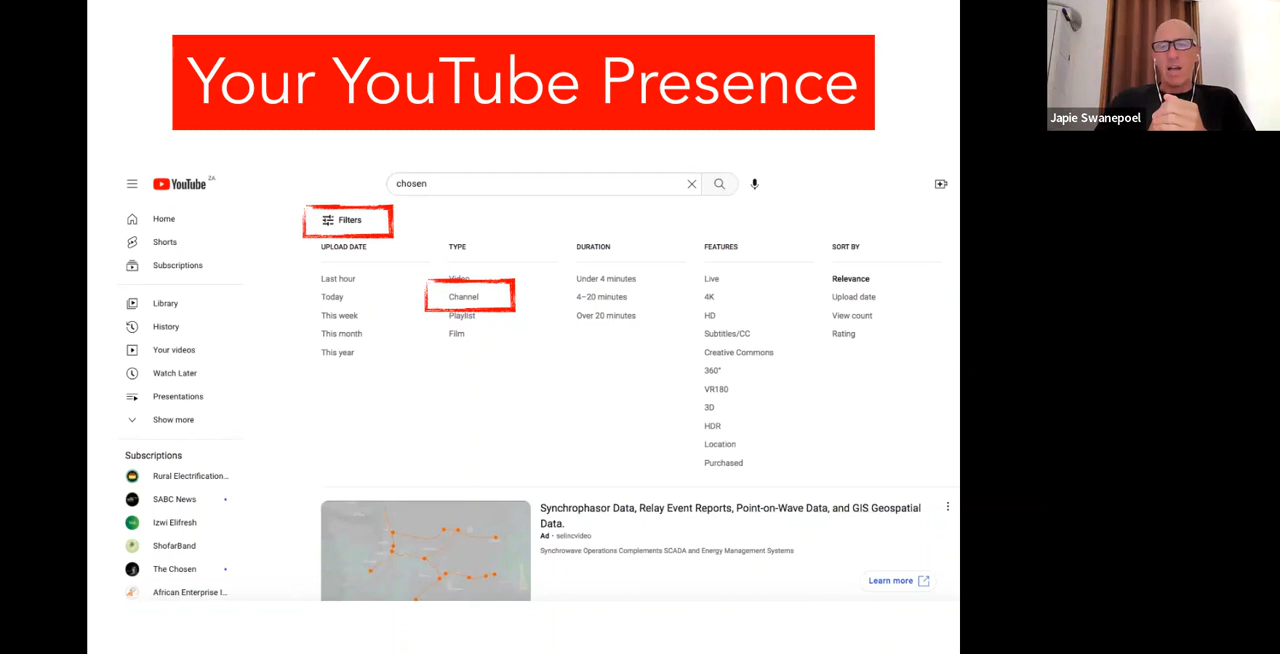 Your YouTube Presence
Japie Swanepoel
YouTube ZA
chosen
Home
Shorts
Subscriptions
Library
History
Your videos
Watch Later
Presentations
Show more
Subscriptions
Rural Electrification...
SABC News
Izwi Elifresh
ShofarBand
The Chosen
African Enterprise I...
Filters
UPLOAD DATE
Last hour
Today
This week
This month
This year
TYPE
Video
Channel
Playlist
Film
DURATION
Under 4 minutes
4–20 minutes
Over 20 minutes
FEATURES
Live
4K
HD
Subtitles/CC
Creative Commons
360°
VR180
3D
HDR
Location
Purchased
SORT BY
Relevance
Upload date
View count
Rating
Synchrophasor Data, Relay Event Reports, Point-on-Wave Data, and GIS Geospatial
Data.
Ad · selincvideo
Synchrowave Operations Complements SCADA and Energy Management Systems
Learn more